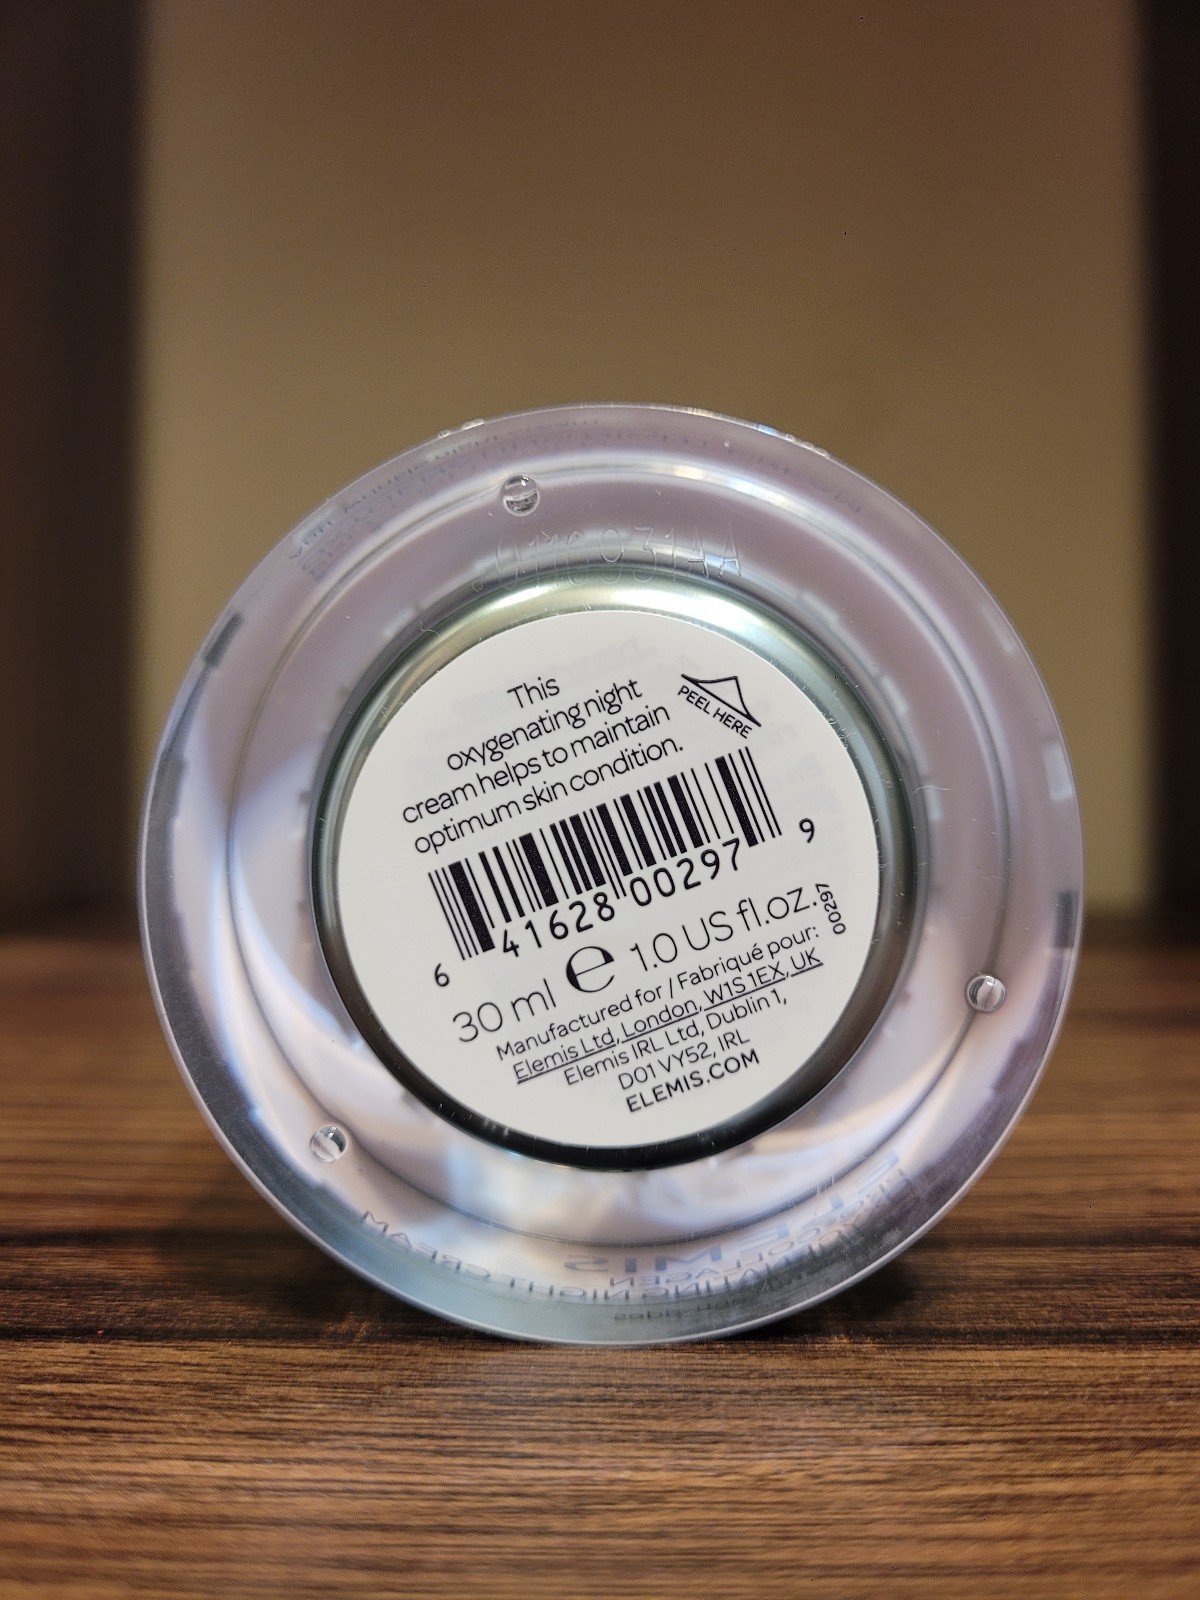 This
oxygenating night
cream helps to maintain
optimum skin condition.
PEEL HERE
6 41628 00297 9
30 ml e 1.0 US fl.oz.
00297
Manufactured for / Fabriqué pour:
Elemis Ltd, London, W1S 1EX, UK
Elemis IRL Ltd, Dublin 1,
D01 VY52, IRL
ELEMIS.COM
NIGHT CREAM